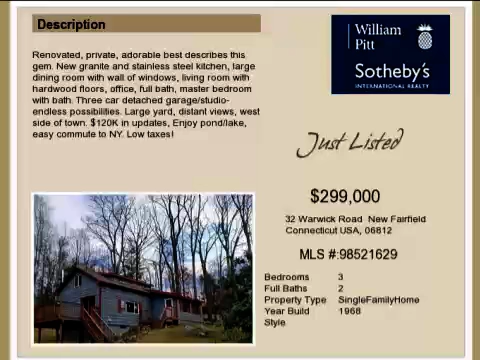 Description
Renovated, private, adorable best describes this
gem. New granite and stainless steel kitchen, large
dining room with wall of windows, living room with
hardwood floors, office, full bath, master bedroom
with bath. Three car detached garage/studio-
endless possibilities. Large yard, distant views, west
side of town. $120K in updates, Enjoy pond/lake,
easy commute to NY. Low taxes!
William
Pitt
Sotheby's
INTERNATIONAL REALTY
Just Listed
$299,000
32 Warwick Road New Fairfield
Connecticut USA, 06812
MLS #:98521629
Bedrooms 3
Full Baths 2
Property Type SingleFamilyHome
Year Build 1968
Style